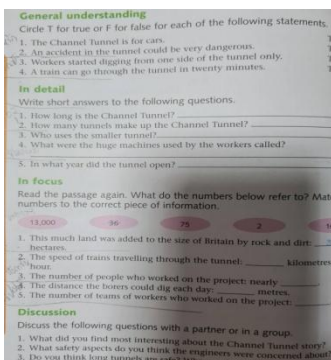 General understanding
Circle T for true or F for false for each of the following statements.
1. The Channel Tunnel is for cars.
2. An accident in the tunnel could be very dangerous.
3. Workers started digging from one side of the tunnel only.
4. A train can go through the tunnel in twenty minutes.
In detail
Write short answers to the following questions.
1. How long is the Channel Tunnel?
2. How many tunnels make up the Channel Tunnel?
3. Who uses the smaller tunnel?
4. What were the huge machines used by the workers called?
5. In what year did the tunnel open?
In focus
Read the passage again. What do the numbers below refer to?
numbers to the correct piece of information.
13,000 36 75 2
1. This much land was added to the size of Britain by rock and dirt:
hectares.
2. The speed of trains travelling through the tunnel: kilometres
hour.
3. The number of people who worked on the project: nearly
4. The distance the borers could dig each day: metres.
5. The number of teams of workers who worked on the project:
Discussion
Discuss the following questions with a partner or in a group.
1. What did you find most interesting about the Channel Tunnel story?
2. What safety aspects do you think the engineers were concerned about
3. Do you think long tunnels are